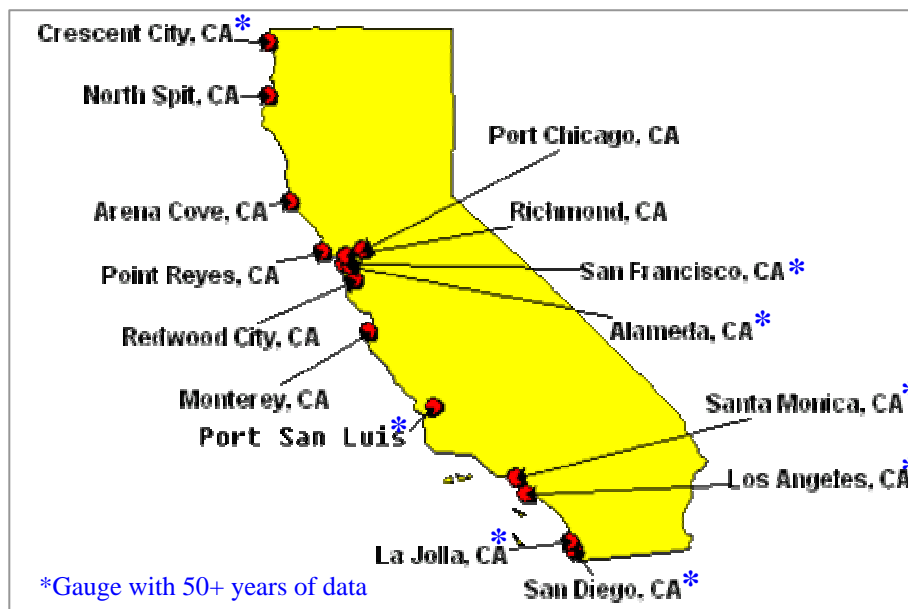 Crescent City, CA*
North Spit, CA
Port Chicago, CA
Arena Cove, CA
Richmond, CA
Point Reyes, CA
San Francisco, CA*
Redwood City, CA
Alameda, CA*
Monterey, CA
Santa Monica, CA*
Port San Luis*
Los Angeles, CA*
La Jolla, CA*
San Diego, CA*
*Gauge with 50+ years of data